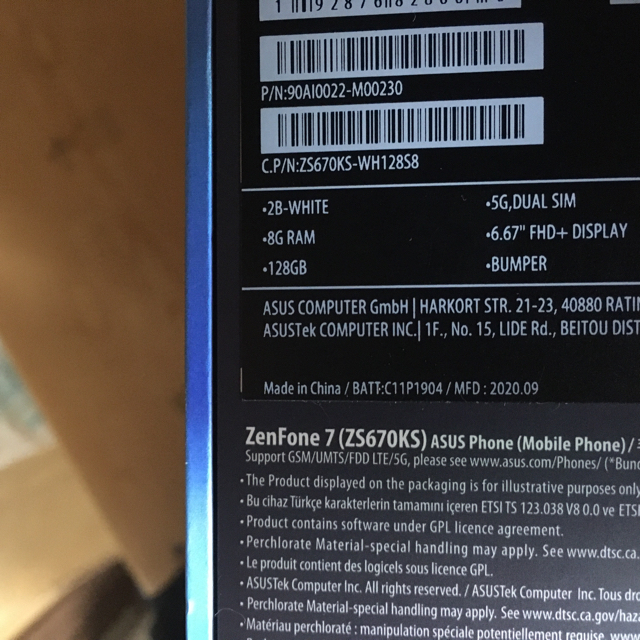 P/N:90AI0022-M00230
C.P/N:ZS670KS-WH128S8
•2B-WHITE
•5G,DUAL SIM
•8G RAM
•6.67" FHD+ DISPLAY
•128GB
•BUMPER
ASUS COMPUTER GmbH | HARKORT STR. 21-23, 40880 RATIN
ASUSTek COMPUTER INC.| 1F., No. 15, LIDE Rd., BEITOU DIST
Made in China / BATT:C11P1904 / MFD : 2020.09
ZenFone 7 (ZS670KS) ASUS Phone (Mobile Phone) /
Support GSM/UMTS/FDD LTE/5G, please see www.asus.com/Phones/ (*Bund
• The Product displayed on the packaging is for illustrative purposes only
• Bu cihaz Türkçe karakterlerin tamamını içeren ETSI TS 123.038 V8 0.0 ve ETSI
• Product contains software under GPL licence agreement.
• Perchlorate Material-special handling may apply. See www.dtsc.ca.
• Le produit contient des logiciels sous licence GPL.
• ASUSTek Computer Inc. All rights reserved. / ASUSTek Computer Inc. Tous dro
• Perchlorate Material-special handling may apply. See www.dtsc.ca.gov/haz
• Matériau perchloraté : manipulation spéciale potentiellement requise,